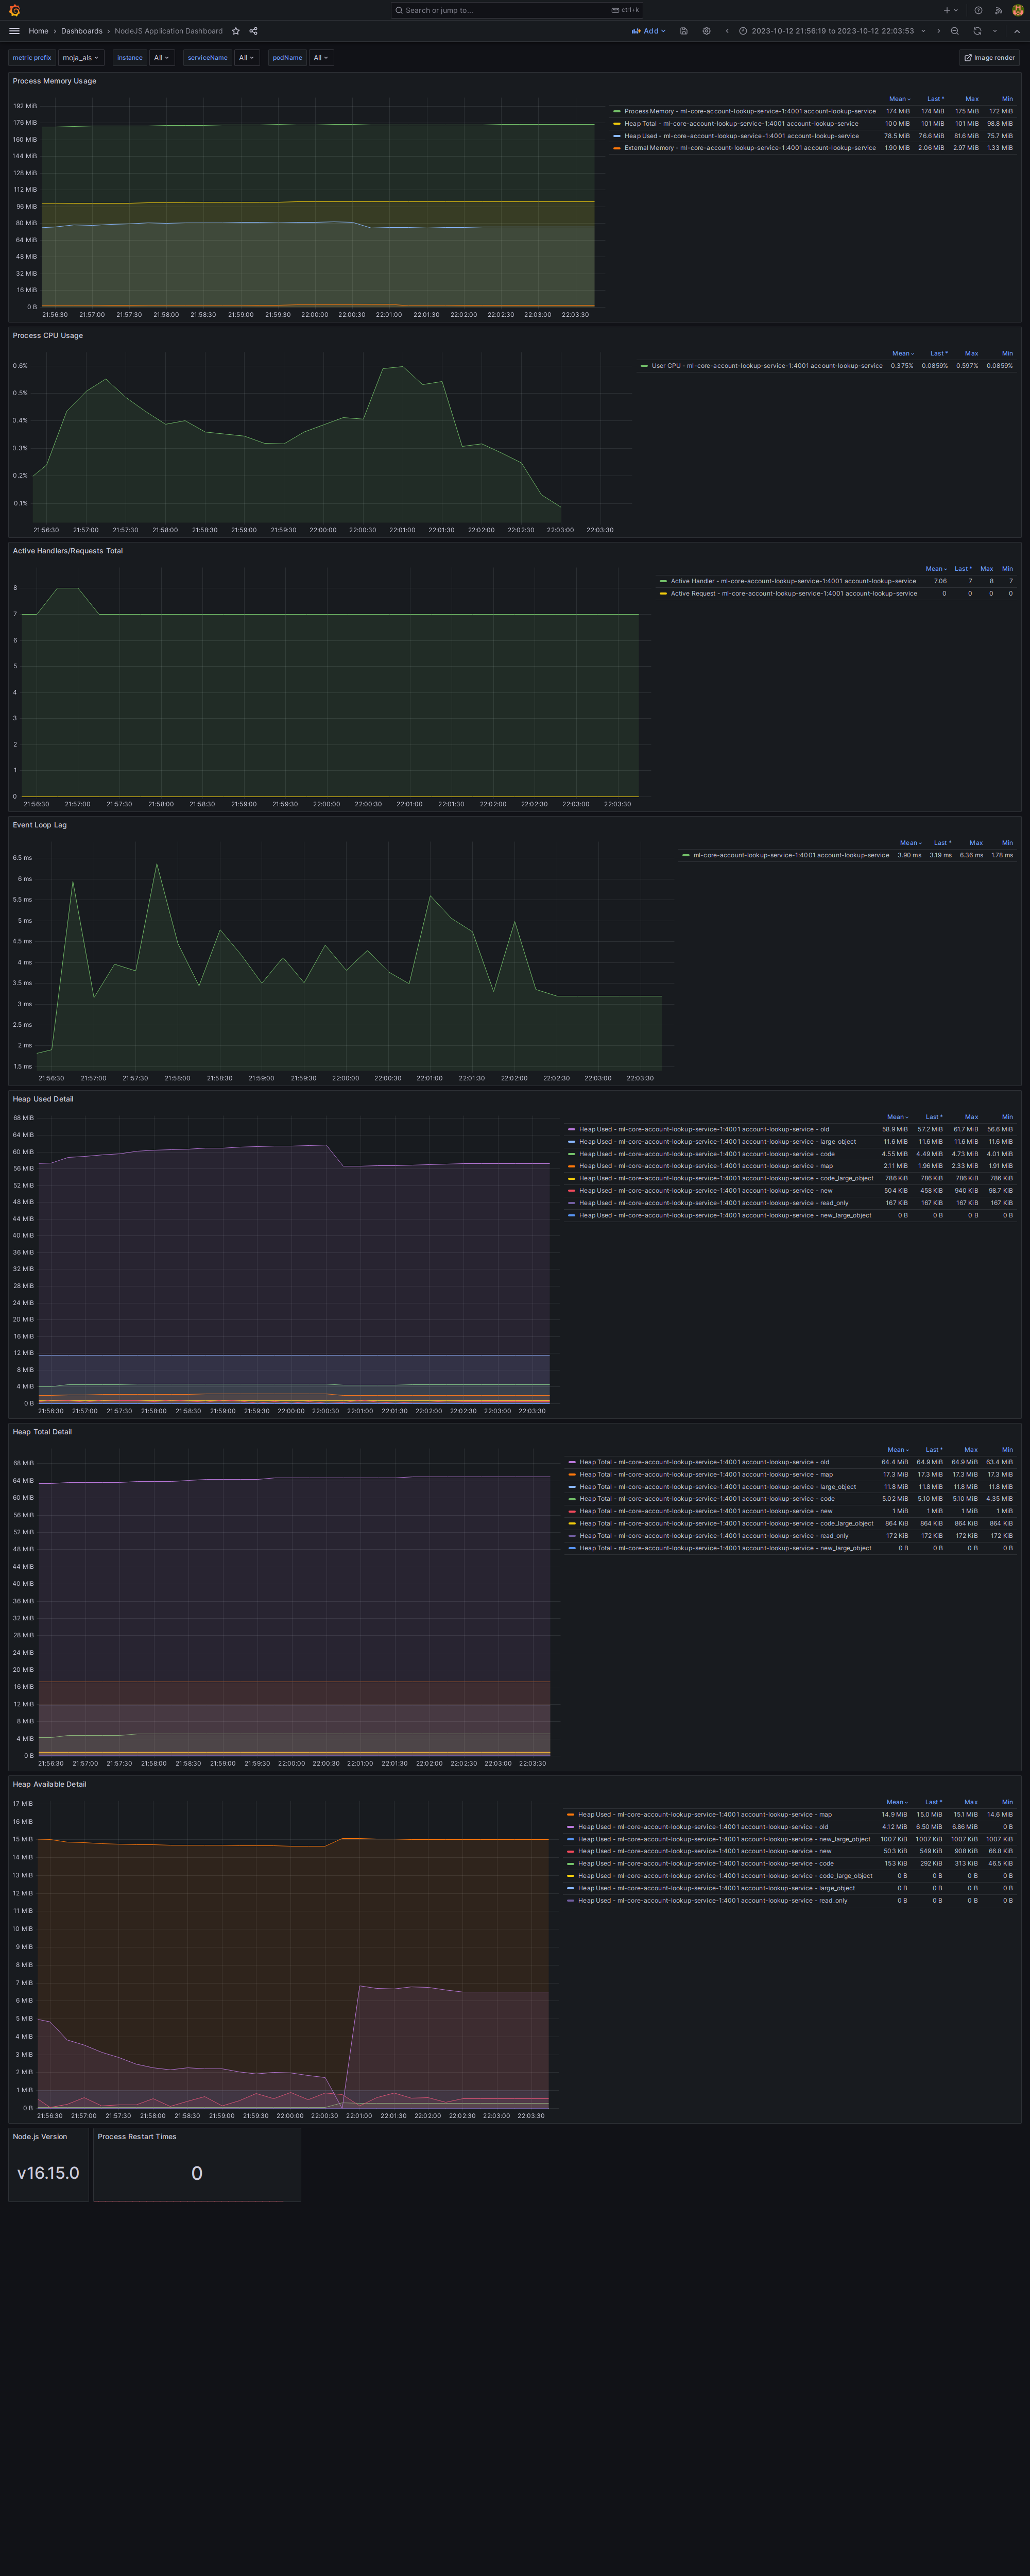 Search or jump to... ctrl+k
Home › Dashboards › NodeJS Application Dashboard Add 2023-10-12 21:56:19 to 2023-10-12 22:03:53
metric prefix moja_als instance All serviceName All podName All Image render
Process Memory Usage
192 MiB
176 MiB
160 MiB
144 MiB
128 MiB
112 MiB
96 MiB
80 MiB
64 MiB
48 MiB
32 MiB
16 MiB
0 B
21:56:30 21:57:00 21:57:30 21:58:00 21:58:30 21:59:00 21:59:30 22:00:00 22:00:30 22:01:00 22:01:30 22:02:00 22:02:30 22:03:00 22:03:30
Mean Last * Max Min
Process Memory - ml-core-account-lookup-service-1:4001 account-lookup-service 174 MiB 174 MiB 175 MiB 172 MiB
Heap Total - ml-core-account-lookup-service-1:4001 account-lookup-service 100 MiB 101 MiB 101 MiB 98.8 MiB
Heap Used - ml-core-account-lookup-service-1:4001 account-lookup-service 78.5 MiB 76.6 MiB 81.6 MiB 75.7 MiB
External Memory - ml-core-account-lookup-service-1:4001 account-lookup-service 1.90 MiB 2.06 MiB 2.97 MiB 1.33 MiB
Process CPU Usage
0.6%
0.5%
0.4%
0.3%
0.2%
0.1%
21:56:30 21:57:00 21:57:30 21:58:00 21:58:30 21:59:00 21:59:30 22:00:00 22:00:30 22:01:00 22:01:30 22:02:00 22:02:30 22:03:00 22:03:30
Mean Last * Max Min
User CPU - ml-core-account-lookup-service-1:4001 account-lookup-service 0.375% 0.0859% 0.597% 0.0859%
Active Handlers/Requests Total
8
7
6
5
4
3
2
1
0
21:56:30 21:57:00 21:57:30 21:58:00 21:58:30 21:59:00 21:59:30 22:00:00 22:00:30 22:01:00 22:01:30 22:02:00 22:02:30 22:03:00 22:03:30
Mean Last * Max Min
Active Handler - ml-core-account-lookup-service-1:4001 account-lookup-service 7.06 7 8 7
Active Request - ml-core-account-lookup-service-1:4001 account-lookup-service 0 0 0 0
Event Loop Lag
6.5 ms
6 ms
5.5 ms
5 ms
4.5 ms
4 ms
3.5 ms
3 ms
2.5 ms
2 ms
1.5 ms
21:56:30 21:57:00 21:57:30 21:58:00 21:58:30 21:59:00 21:59:30 22:00:00 22:00:30 22:01:00 22:01:30 22:02:00 22:02:30 22:03:00 22:03:30
Mean Last * Max Min
ml-core-account-lookup-service-1:4001 account-lookup-service 3.90 ms 3.19 ms 6.36 ms 1.78 ms
Heap Used Detail
68 MiB
64 MiB
60 MiB
56 MiB
52 MiB
48 MiB
44 MiB
40 MiB
36 MiB
32 MiB
28 MiB
24 MiB
20 MiB
16 MiB
12 MiB
8 MiB
4 MiB
0 B
21:56:30 21:57:00 21:57:30 21:58:00 21:58:30 21:59:00 21:59:30 22:00:00 22:00:30 22:01:00 22:01:30 22:02:00 22:02:30 22:03:00 22:03:30
Mean Last * Max Min
Heap Used - ml-core-account-lookup-service-1:4001 account-lookup-service - old 58.9 MiB 57.2 MiB 61.7 MiB 56.6 MiB
Heap Used - ml-core-account-lookup-service-1:4001 account-lookup-service - large_object 11.6 MiB 11.6 MiB 11.6 MiB 11.6 MiB
Heap Used - ml-core-account-lookup-service-1:4001 account-lookup-service - code 4.55 MiB 4.49 MiB 4.73 MiB 4.01 MiB
Heap Used - ml-core-account-lookup-service-1:4001 account-lookup-service - map 2.11 MiB 1.96 MiB 2.33 MiB 1.91 MiB
Heap Used - ml-core-account-lookup-service-1:4001 account-lookup-service - code_large_object 786 KiB 786 KiB 786 KiB 786 KiB
Heap Used - ml-core-account-lookup-service-1:4001 account-lookup-service - new 504 KiB 458 KiB 940 KiB 98.7 KiB
Heap Used - ml-core-account-lookup-service-1:4001 account-lookup-service - read_only 167 KiB 167 KiB 167 KiB 167 KiB
Heap Used - ml-core-account-lookup-service-1:4001 account-lookup-service - new_large_object 0 B 0 B 0 B 0 B
Heap Total Detail
68 MiB
64 MiB
60 MiB
56 MiB
52 MiB
48 MiB
44 MiB
40 MiB
36 MiB
32 MiB
28 MiB
24 MiB
20 MiB
16 MiB
12 MiB
8 MiB
4 MiB
0 B
21:56:30 21:57:00 21:57:30 21:58:00 21:58:30 21:59:00 21:59:30 22:00:00 22:00:30 22:01:00 22:01:30 22:02:00 22:02:30 22:03:00 22:03:30
Mean Last * Max Min
Heap Total - ml-core-account-lookup-service-1:4001 account-lookup-service - old 64.4 MiB 64.9 MiB 64.9 MiB 63.4 MiB
Heap Total - ml-core-account-lookup-service-1:4001 account-lookup-service - map 17.3 MiB 17.3 MiB 17.3 MiB 17.3 MiB
Heap Total - ml-core-account-lookup-service-1:4001 account-lookup-service - large_object 11.8 MiB 11.8 MiB 11.8 MiB 11.8 MiB
Heap Total - ml-core-account-lookup-service-1:4001 account-lookup-service - code 5.02 MiB 5.10 MiB 5.10 MiB 4.35 MiB
Heap Total - ml-core-account-lookup-service-1:4001 account-lookup-service - new 1 MiB 1 MiB 1 MiB 1 MiB
Heap Total - ml-core-account-lookup-service-1:4001 account-lookup-service - code_large_object 864 KiB 864 KiB 864 KiB 864 KiB
Heap Total - ml-core-account-lookup-service-1:4001 account-lookup-service - read_only 172 KiB 172 KiB 172 KiB 172 KiB
Heap Total - ml-core-account-lookup-service-1:4001 account-lookup-service - new_large_object 0 B 0 B 0 B 0 B
Heap Available Detail
17 MiB
16 MiB
15 MiB
14 MiB
13 MiB
12 MiB
11 MiB
10 MiB
9 MiB
8 MiB
7 MiB
6 MiB
5 MiB
4 MiB
3 MiB
2 MiB
1 MiB
0 B
21:56:30 21:57:00 21:57:30 21:58:00 21:58:30 21:59:00 21:59:30 22:00:00 22:00:30 22:01:00 22:01:30 22:02:00 22:02:30 22:03:00 22:03:30
Mean Last * Max Min
Heap Used - ml-core-account-lookup-service-1:4001 account-lookup-service - map 14.9 MiB 15.0 MiB 15.1 MiB 14.6 MiB
Heap Used - ml-core-account-lookup-service-1:4001 account-lookup-service - old 4.12 MiB 6.50 MiB 6.86 MiB 0 B
Heap Used - ml-core-account-lookup-service-1:4001 account-lookup-service - new_large_object 1007 KiB 1007 KiB 1007 KiB 1007 KiB
Heap Used - ml-core-account-lookup-service-1:4001 account-lookup-service - new 503 KiB 549 KiB 908 KiB 66.8 KiB
Heap Used - ml-core-account-lookup-service-1:4001 account-lookup-service - code 153 KiB 292 KiB 313 KiB 46.5 KiB
Heap Used - ml-core-account-lookup-service-1:4001 account-lookup-service - code_large_object 0 B 0 B 0 B 0 B
Heap Used - ml-core-account-lookup-service-1:4001 account-lookup-service - large_object 0 B 0 B 0 B 0 B
Heap Used - ml-core-account-lookup-service-1:4001 account-lookup-service - read_only 0 B 0 B 0 B 0 B
Node.js Version Process Restart Times
v16.15.0 0